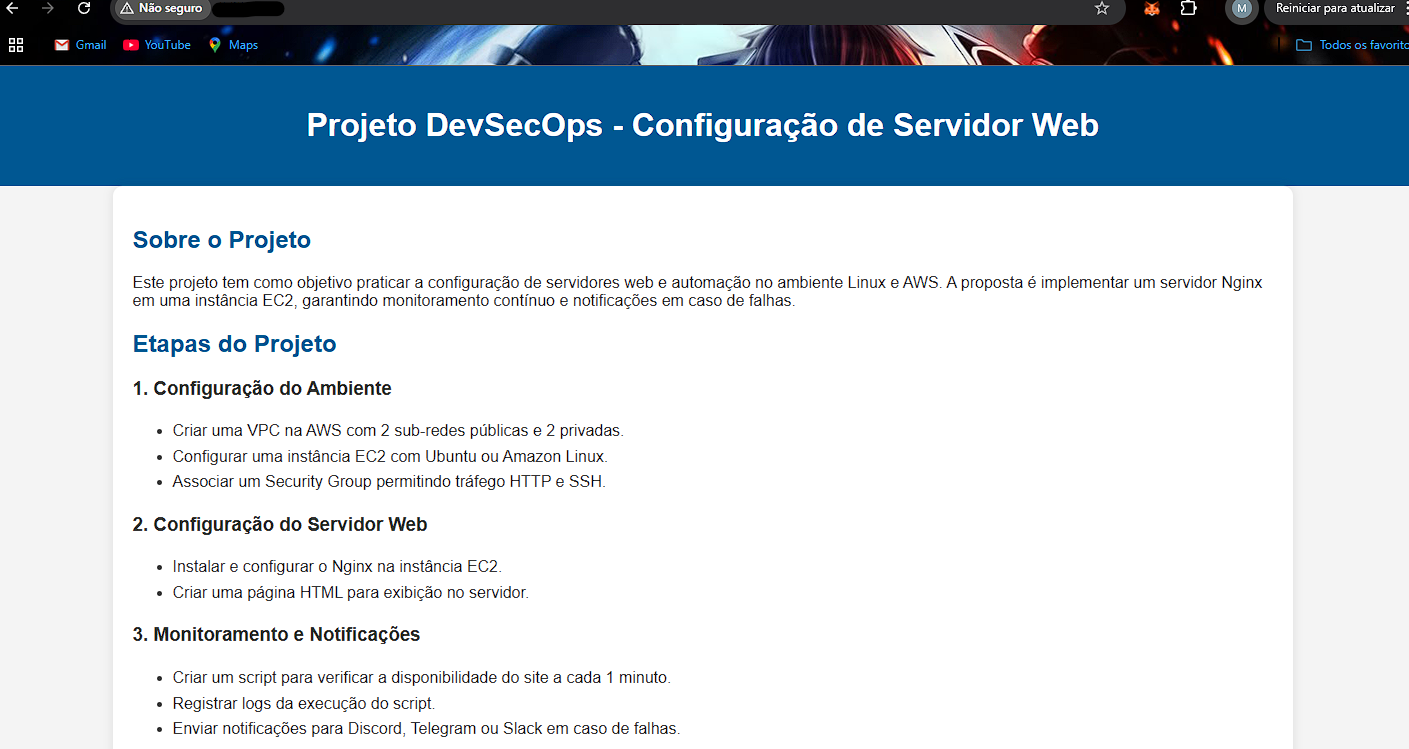 Não seguro
Reiniciar para atualizar
M
Gmail
YouTube
Maps
Todos os favorito
Projeto DevSecOps - Configuração de Servidor Web
Sobre o Projeto
Este projeto tem como objetivo praticar a configuração de servidores web e automação no ambiente Linux e AWS. A proposta é implementar um servidor Nginx
em uma instância EC2, garantindo monitoramento contínuo e notificações em caso de falhas.
Etapas do Projeto
1. Configuração do Ambiente
• Criar uma VPC na AWS com 2 sub-redes públicas e 2 privadas.
• Configurar uma instância EC2 com Ubuntu ou Amazon Linux.
• Associar um Security Group permitindo tráfego HTTP e SSH.
2. Configuração do Servidor Web
• Instalar e configurar o Nginx na instância EC2.
• Criar uma página HTML para exibição no servidor.
3. Monitoramento e Notificações
• Criar um script para verificar a disponibilidade do site a cada 1 minuto.
• Registrar logs da execução do script.
• Enviar notificações para Discord, Telegram ou Slack em caso de falhas.